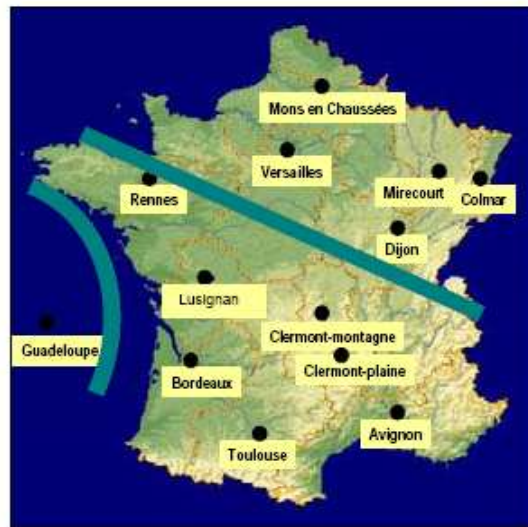 Mons en Chaussées
Versailles
Rennes
Mirecourt
Colmar
Dijon
Lusignan
Clermont-montagne
Guadeloupe
Clermont-plaine
Bordeaux
Avignon
Toulouse